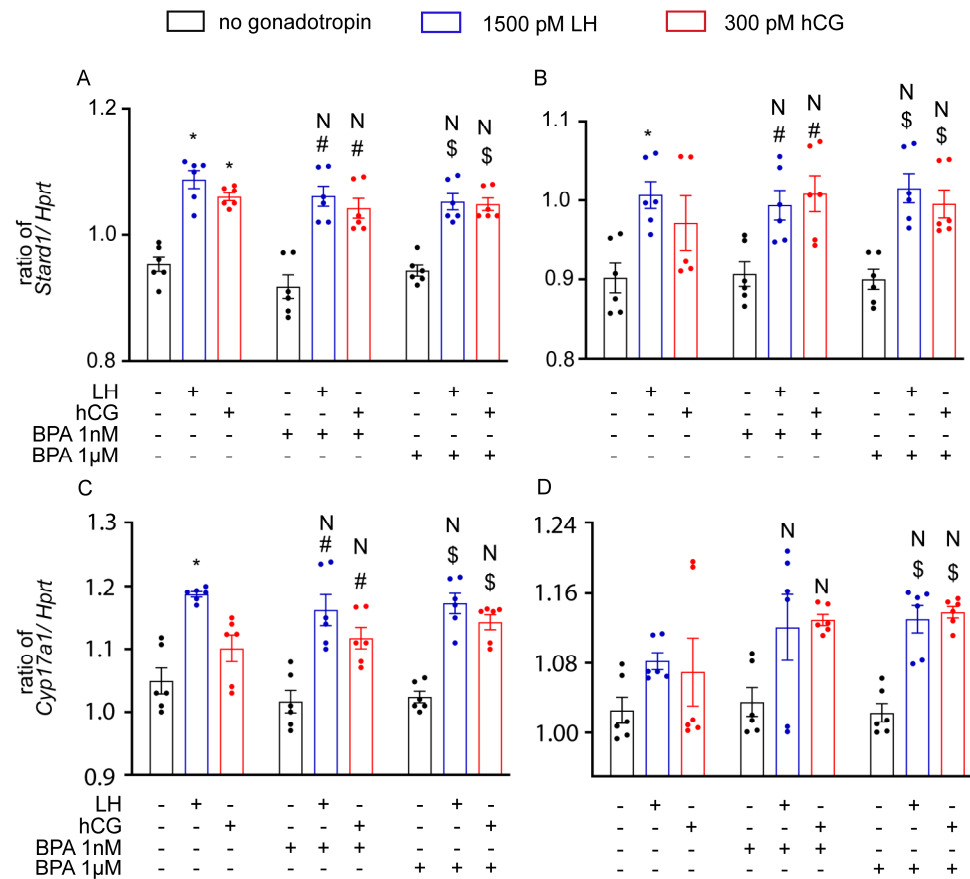 no gonadotropin 1500 pM LH 300 pM hCG
A
ratio of
Stard1/ Hprt
1.2
1.0
0.8
* * N # N # N $ N $
LH - + - - + - - + -
hCG - - + - - + - - +
BPA 1nM - - - + + + - - -
BPA 1µM - - - - - - + + +
B
1.1
1.0
0.9
0.8
* N # N # N $ N $
- + - - + - - + -
- - + - - + - - +
- - - + + + - - -
- - - - - - + + +
C
ratio of
Cyp17a1/ Hprt
1.3
1.2
1.1
1.0
0.9
* N # N # N $ N $
LH - + - - + - - + -
hCG - - + - - + - - +
BPA 1nM - - - + + + - - -
BPA 1µM - - - - - - + + +
D
1.24
1.16
1.08
1.00
N N N $ N $
- + - - + - - + -
- - + - - + - - +
- - - + + + - - -
- - - - - - + + +